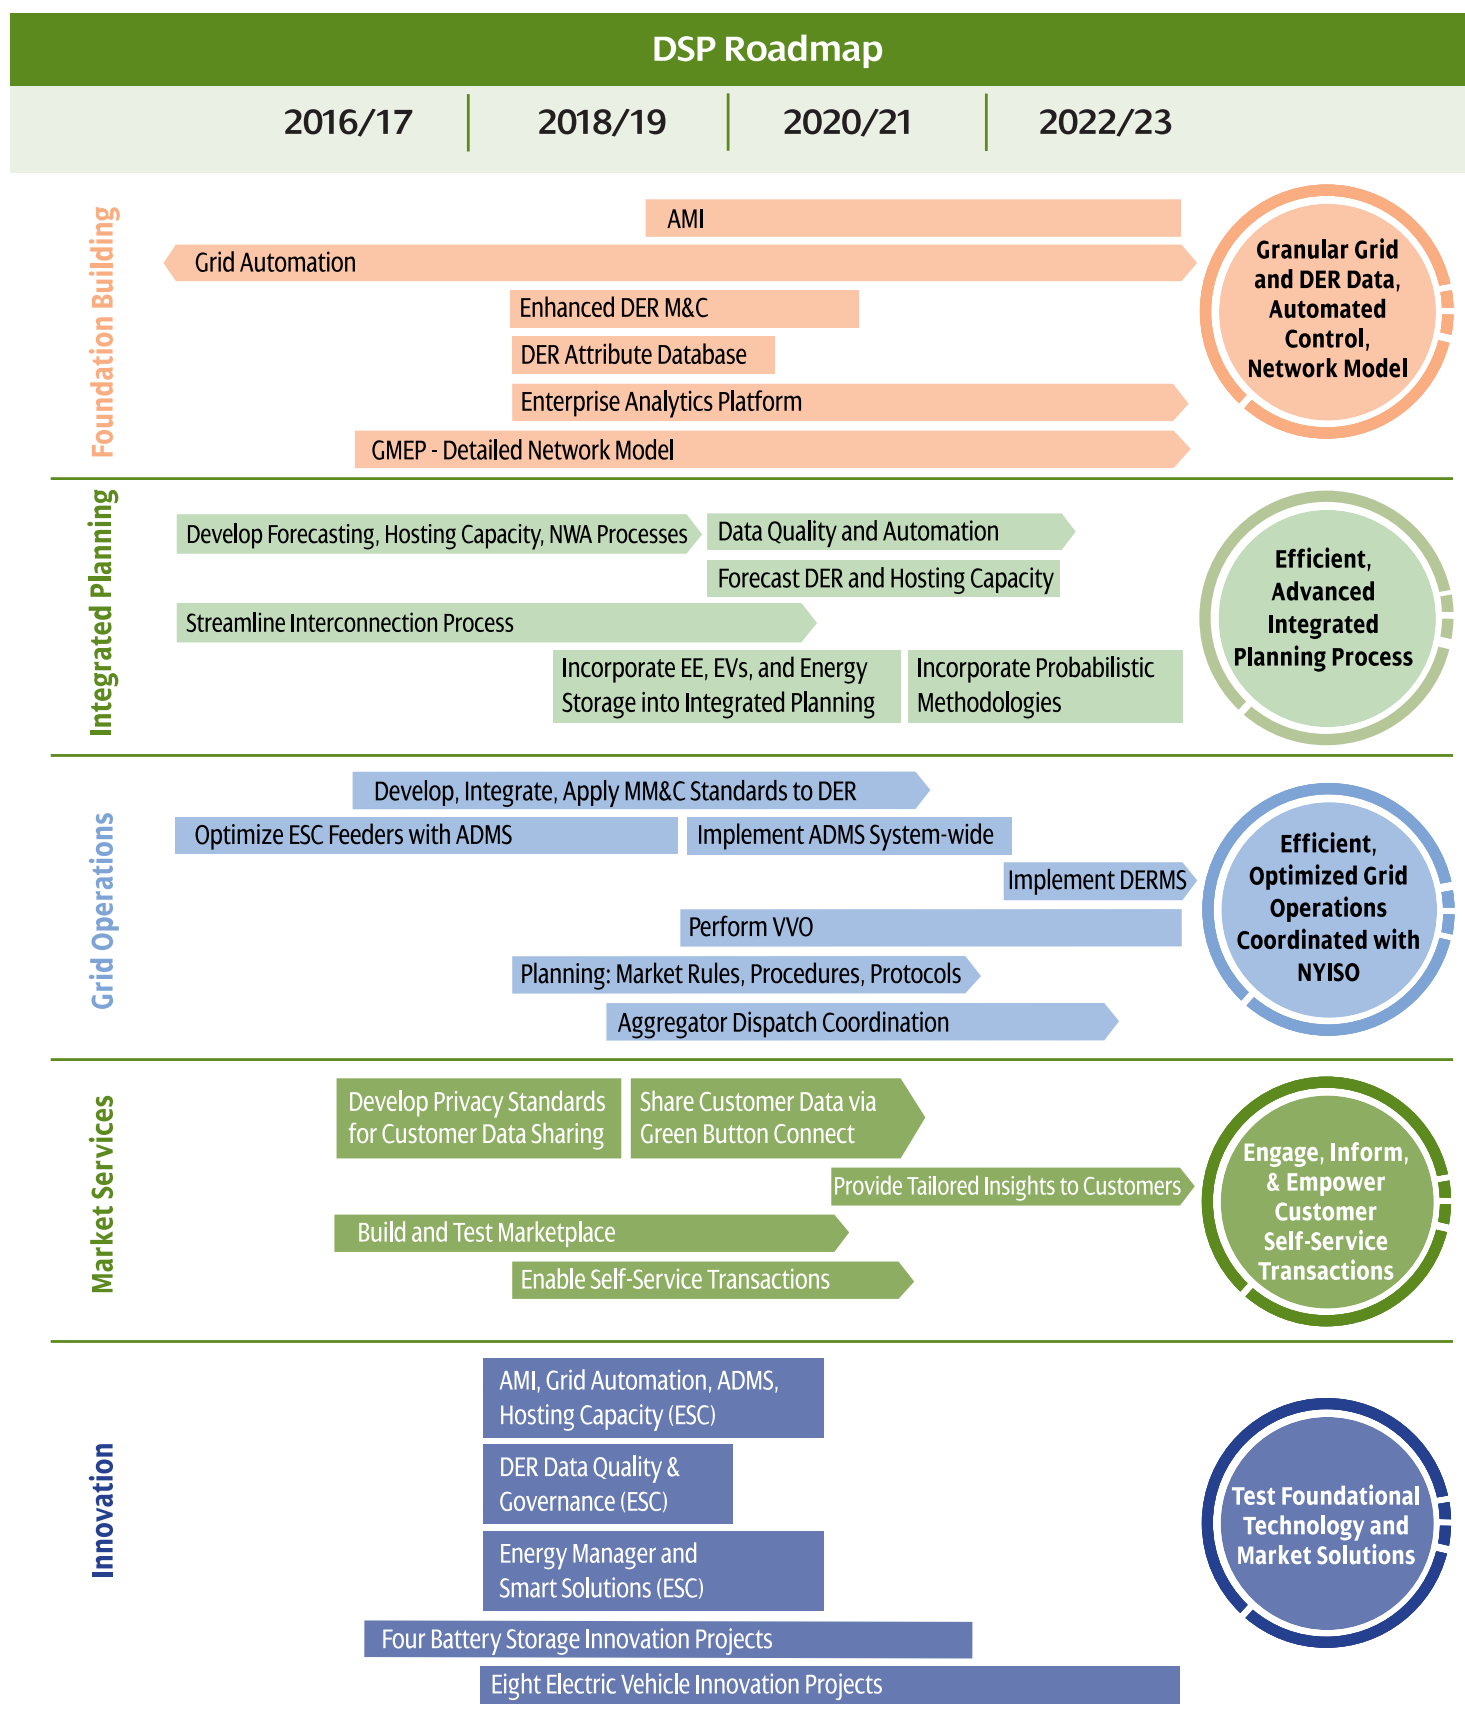 DSP Roadmap
2016/17
2018/19
2020/21
2022/23
Foundation Building
AMI
Grid Automation
Enhanced DER M&C
DER Attribute Database
Enterprise Analytics Platform
GMEP - Detailed Network Model
Granular Grid
and DER Data,
Automated
Control,
Network Model
Integrated Planning
Develop Forecasting, Hosting Capacity, NWA Processes
Data Quality and Automation
Forecast DER and Hosting Capacity
Streamline Interconnection Process
Incorporate EE, EVs, and Energy
Storage into Integrated Planning
Incorporate Probabilistic
Methodologies
Efficient,
Advanced
Integrated
Planning Process
Grid Operations
Develop, Integrate, Apply MM&C Standards to DER
Optimize ESC Feeders with ADMS
Implement ADMS System-wide
Implement DERMS
Perform VVO
Planning: Market Rules, Procedures, Protocols
Aggregator Dispatch Coordination
Efficient,
Optimized Grid
Operations
Coordinated with
NYISO
Market Services
Develop Privacy Standards
for Customer Data Sharing
Share Customer Data via
Green Button Connect
Provide Tailored Insights to Customers
Build and Test Marketplace
Enable Self-Service Transactions
Engage, Inform,
& Empower
Customer
Self-Service
Transactions
Innovation
AMI, Grid Automation, ADMS,
Hosting Capacity (ESC)
DER Data Quality &
Governance (ESC)
Energy Manager and
Smart Solutions (ESC)
Four Battery Storage Innovation Projects
Eight Electric Vehicle Innovation Projects
Test Foundational
Technology and
Market Solutions